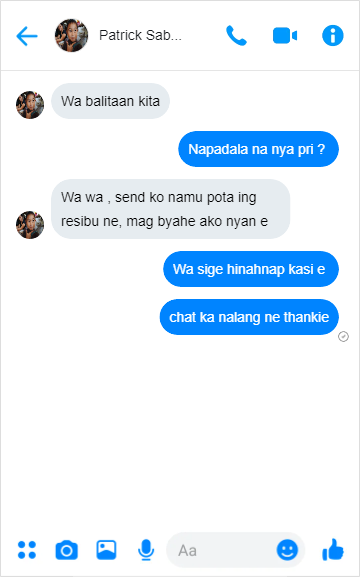 Patrick Sab...
Wa balitaan kita
Napadala na nya pri ?
Wa wa , send ko namu pota ing
resibu ne, mag byahe ako nyan e
Wa sige hinahnap kasi e
chat ka nalang ne thankie
Aa